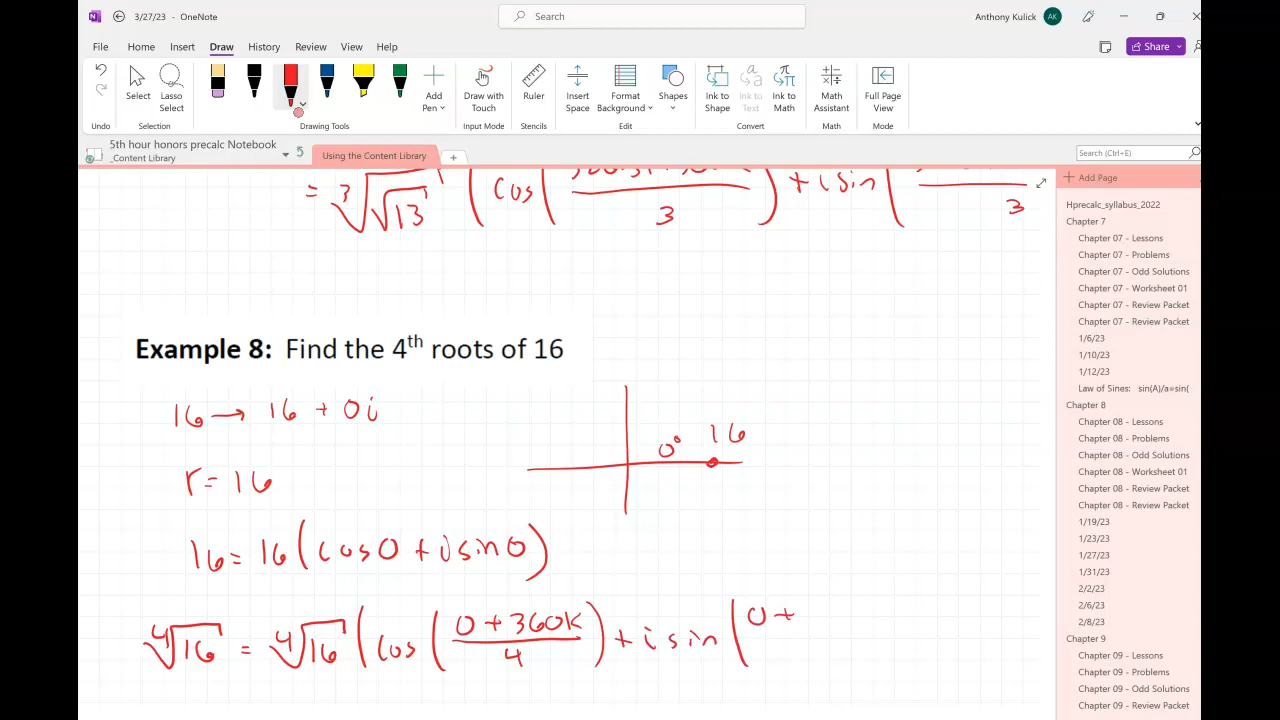 3/27/23 - OneNote
Search
Anthony Kulick
AK
File Home Insert Draw History Review View Help
Share
Undo
Select
Lasso Select
Add Pen
Draw with Touch
Ruler
Insert Space
Format Background
Shapes
Ink to Shape
Ink to Text
Ink to Math
Math Assistant
Full Page View
Undo Selection Drawing Tools Input Mode Stencils Edit Convert Math Mode
5th hour honors precalc Notebook
_Content Library
Using the Content Library
Search (Ctrl+E)
= ∛√13 (cos( / 3) + i sin( / 3
Example 8: Find the 4th roots of 16
16 → 16 + 0i
0° 16
r = 16
16 = 16(cos0 + i sin0)
∜16 = ∜16 (cos((0 + 360K)/4) + i sin(0 +
Add Page
Hprecalc_syllabus_2022
Chapter 7
Chapter 07 - Lessons
Chapter 07 - Problems
Chapter 07 - Odd Solutions
Chapter 07 - Worksheet 01
Chapter 07 - Review Packet
Chapter 07 - Review Packet
1/6/23
1/10/23
1/12/23
Law of Sines: sin(A)/a=sin(
Chapter 8
Chapter 08 - Lessons
Chapter 08 - Problems
Chapter 08 - Odd Solutions
Chapter 08 - Worksheet 01
Chapter 08 - Review Packet
Chapter 08 - Review Packet
1/19/23
1/23/23
1/27/23
1/31/23
2/2/23
2/6/23
2/8/23
Chapter 9
Chapter 09 - Lessons
Chapter 09 - Problems
Chapter 09 - Odd Solutions
Chapter 09 - Review Packet